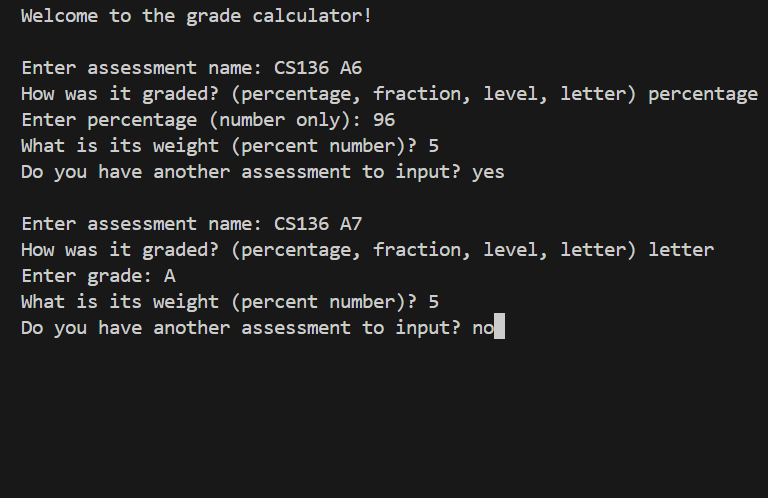 Welcome to the grade calculator!
Enter assessment name: CS136 A6
How was it graded? (percentage, fraction, level, letter) percentage
Enter percentage (number only): 96
What is its weight (percent number)? 5
Do you have another assessment to input? yes
Enter assessment name: CS136 A7
How was it graded? (percentage, fraction, level, letter) letter
Enter grade: A
What is its weight (percent number)? 5
Do you have another assessment to input? no